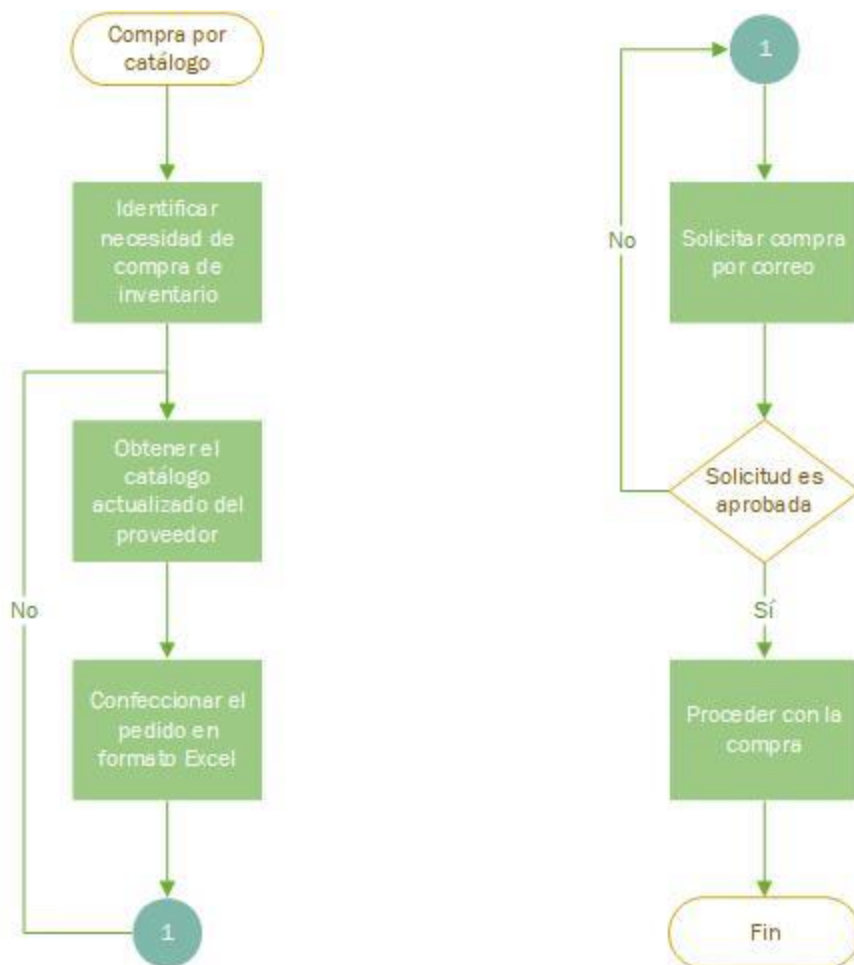 Compra por
catálogo
Identificar
necesidad de
compra de
inventario
Obtener el
catálogo
actualizado del
proveedor
No
Confeccionar el
pedido en
formato Excel
1
1
Solicitar compra
por correo
No
Solicitud es
aprobada
Sí
Proceder con la
compra
Fin